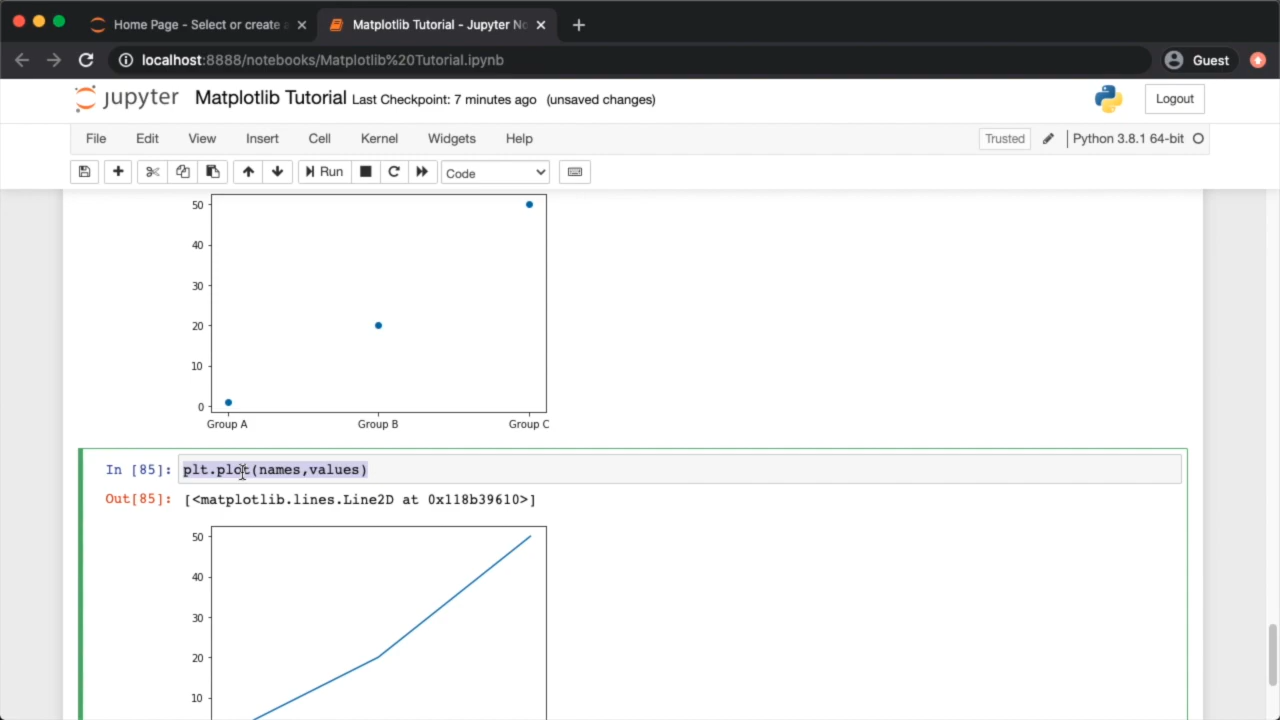 Home Page - Select or create a
Matplotlib Tutorial - Jupyter No
localhost:8888/notebooks/Matplotlib%20Tutorial.ipynb
Guest
jupyter Matplotlib Tutorial Last Checkpoint: 7 minutes ago (unsaved changes)
Logout
File Edit View Insert Cell Kernel Widgets Help
Trusted
Python 3.8.1 64-bit
Run
Code
50
40
30
20
10
0
Group A Group B Group C
In [85]: plt.plot(names,values)
Out[85]: [<matplotlib.lines.Line2D at 0x118b39610>]
50
40
30
20
10